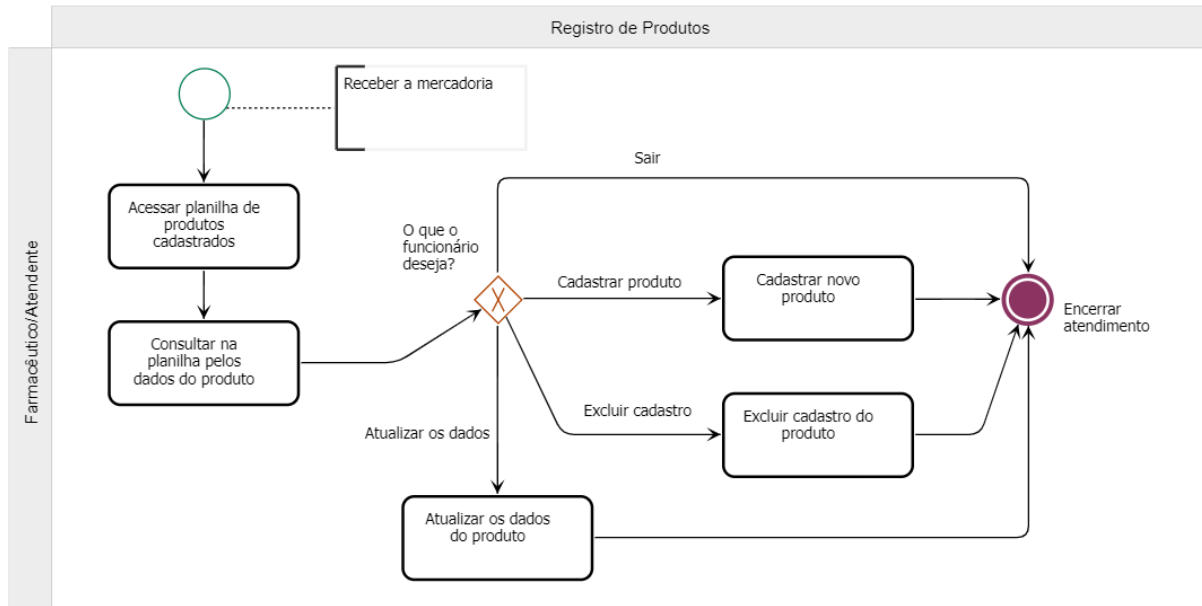 Registro de Produtos
Farmacêutico/Atendente
Receber a mercadoria
Acessar planilha de
produtos
cadastrados
Consultar na
planilha pelos
dados do produto
O que o
funcionário
deseja?
X
Sair
Cadastrar produto
Cadastrar novo
produto
Encerrar
atendimento
Excluir cadastro
Excluir cadastro do
produto
Atualizar os dados
Atualizar os dados
do produto